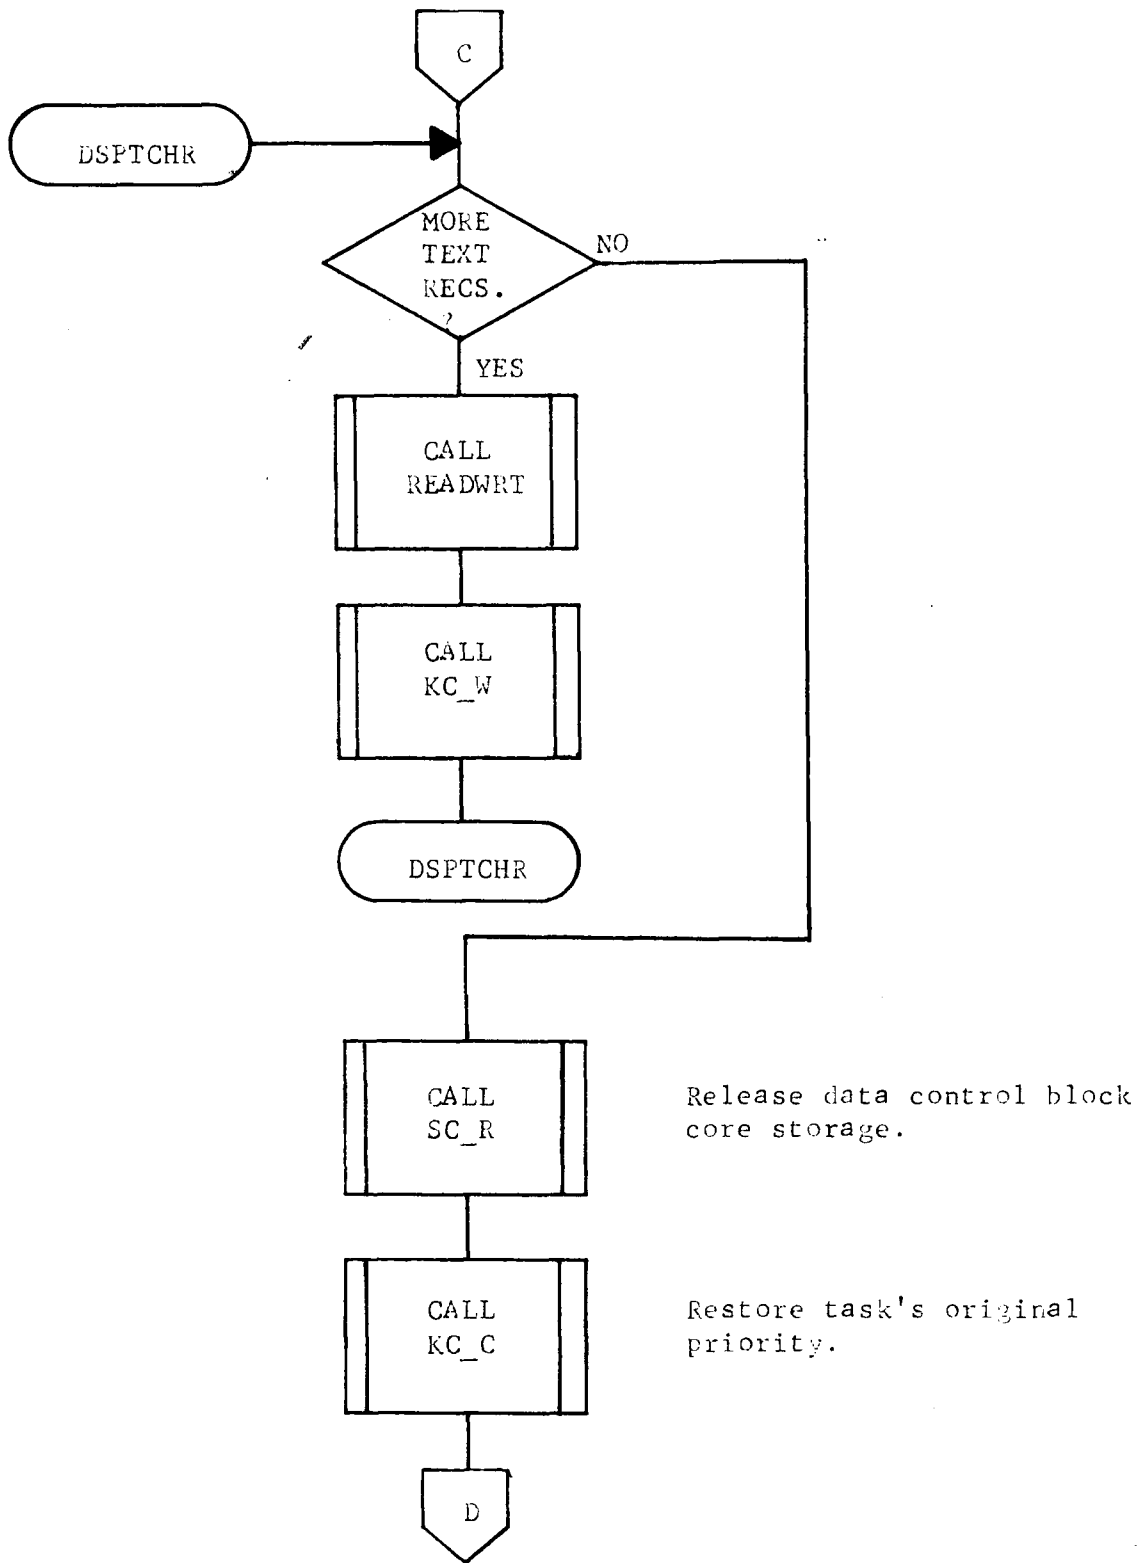 C
DSPTCHR
MORE
TEXT
RECS.
?
NO
YES
CALL
READWRT
CALL
KC_W
DSPTCHR
CALL
SC_R
Release data control block
core storage.
CALL
KC_C
Restore task's original
priority.
D